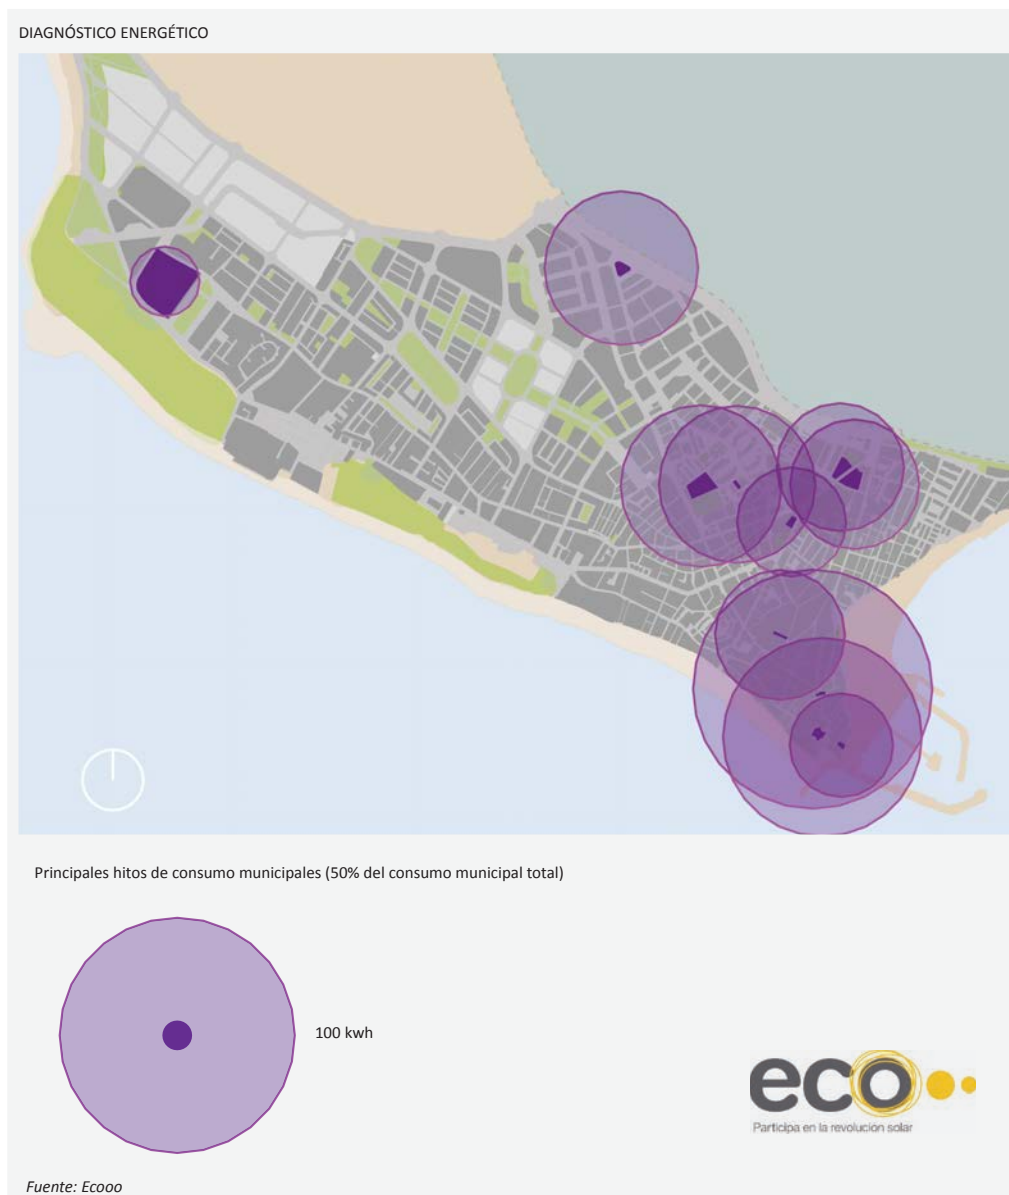 DIAGNÓSTICO ENERGÉTICO
Principales hitos de consumo municipales (50% del consumo municipal total)
100 kwh
eco
Participa en la revolución solar
Fuente: Ecooo